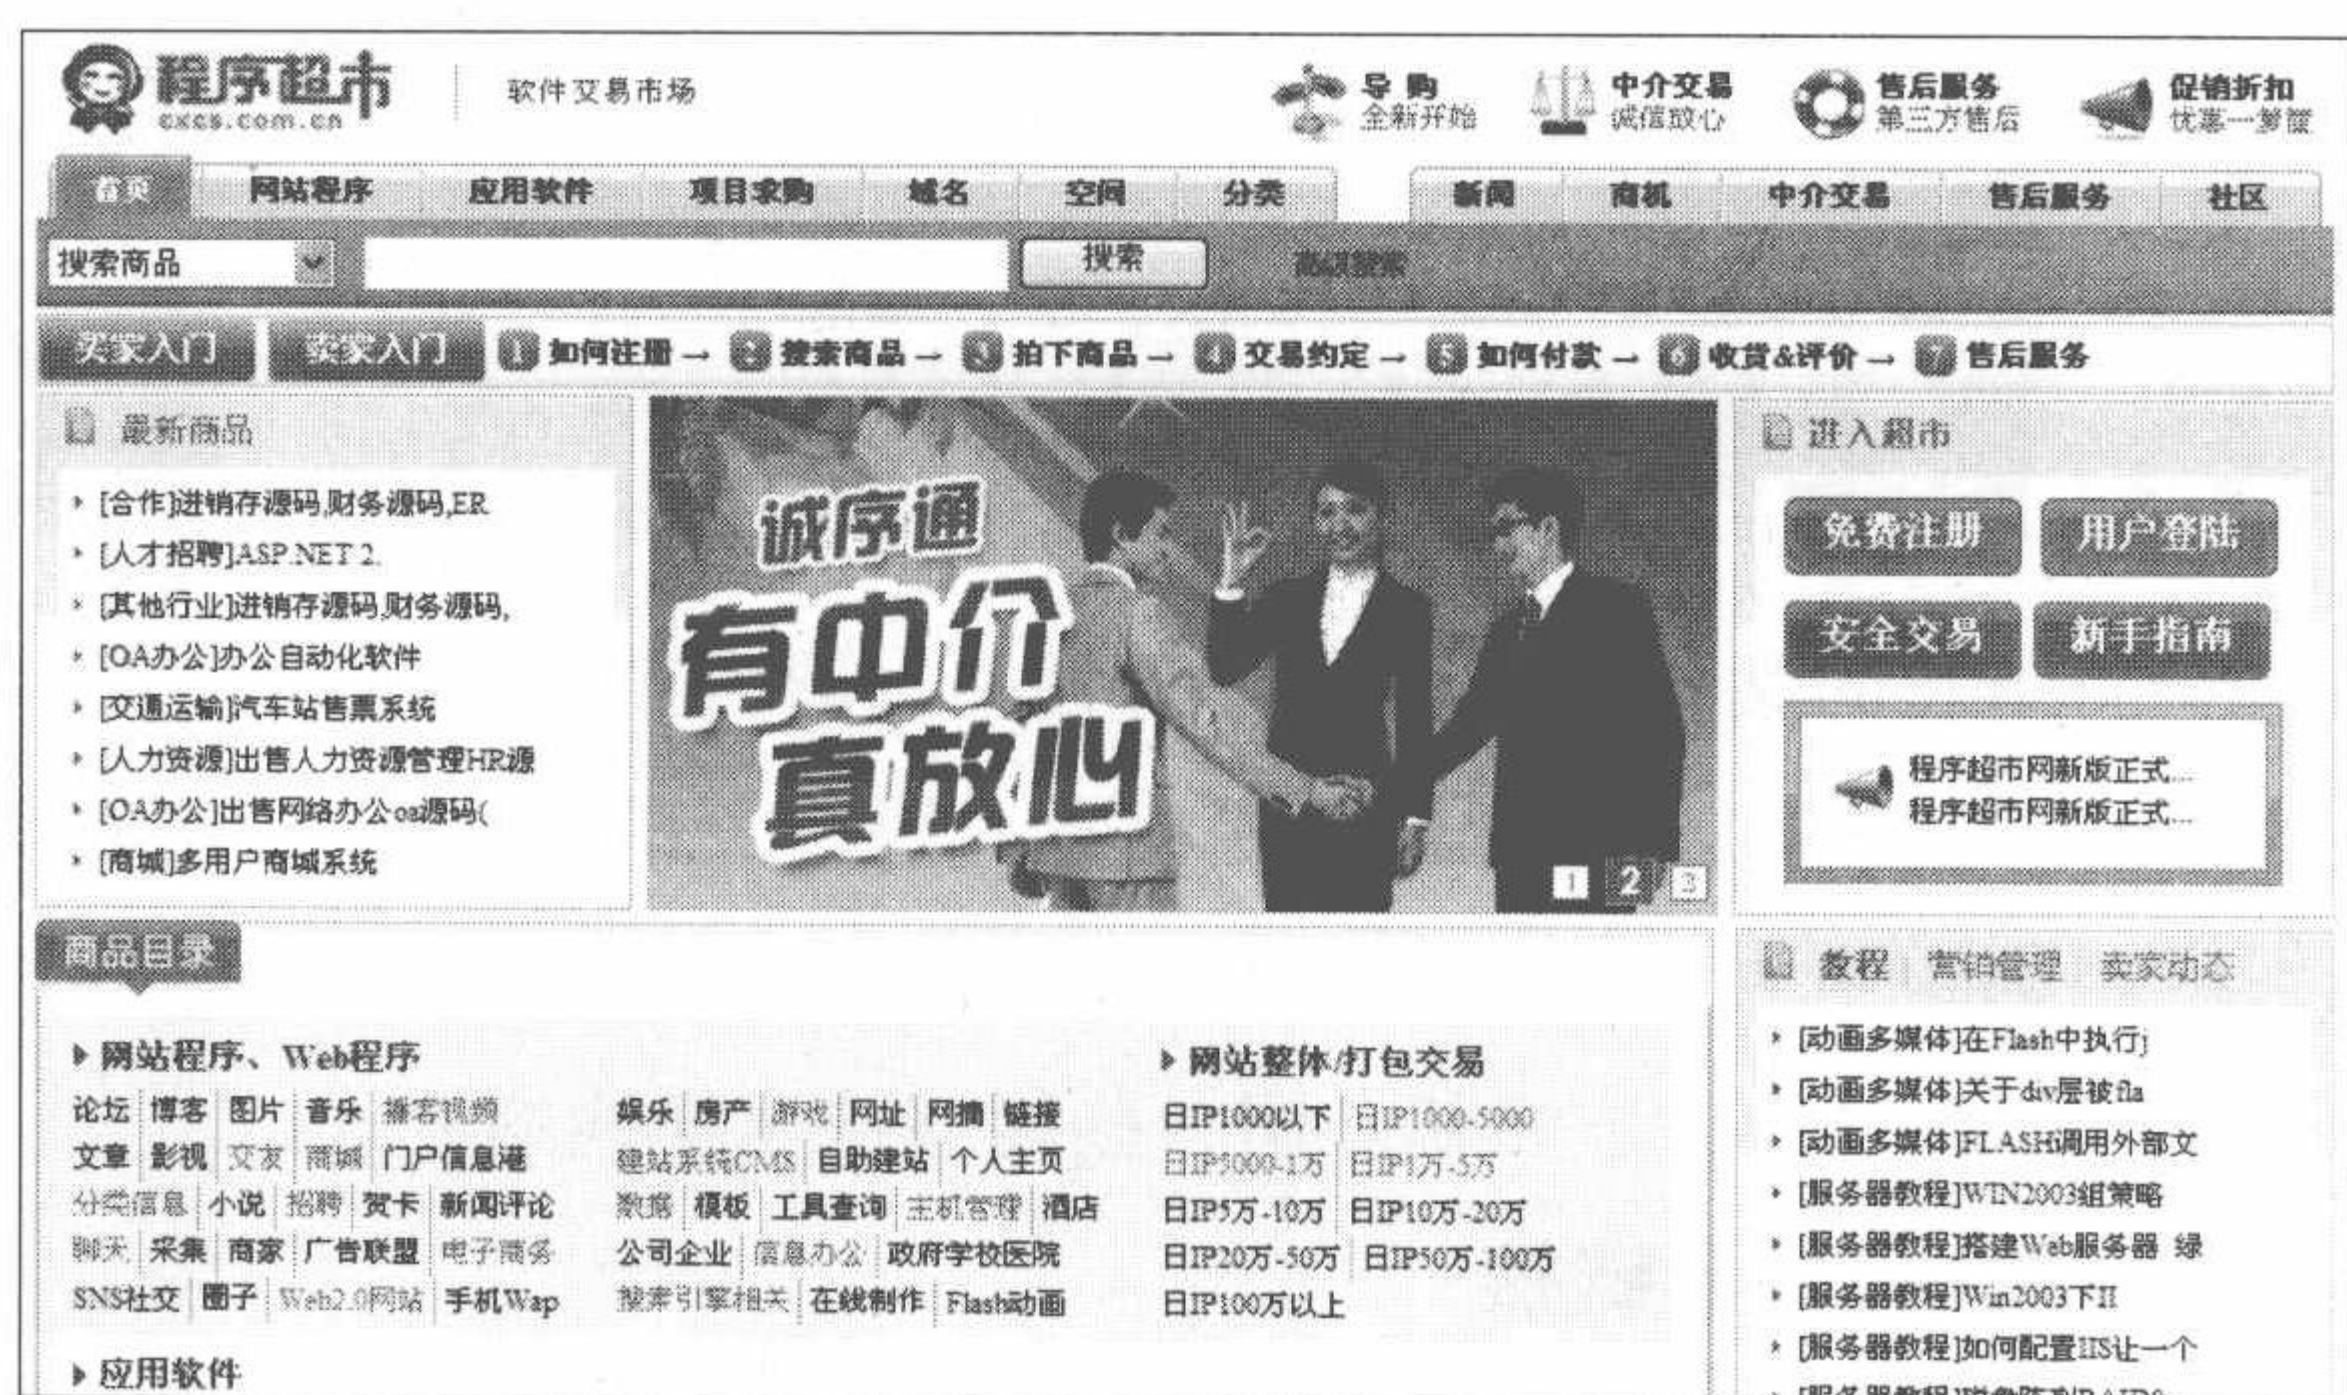 程序超市
cxcs.com.cn
软件交易市场
导 购
全新开始
中介交易
诚信放心
售后服务
第三方售后
促销折扣
优惠一箩筐
首页 网站程序 应用软件 项目求购 域名 空间 分类 新闻 商机 中介交易 售后服务 社区
搜索商品 搜索 高级搜索
买家入门 卖家入门 1 如何注册→ 2 搜索商品→ 3 拍下商品→ 4 交易约定→ 5 如何付款→ 6 收货&评价→ 7 售后服务
最新商品
[合作]进销存源码,财务源码,ER
[人才招聘]ASP.NET 2.
[其他行业]进销存源码,财务源码,
[OA办公]办公自动化软件
[交通运输]汽车站售票系统
[人力资源]出售人力资源管理HR源
[OA办公]出售网络办公oa源码(
[商城]多用户商城系统
诚序通
有中介
真放心
1 2 3
进入超市
免费注册 用户登陆
安全交易 新手指南
程序超市网新版正式...
程序超市网新版正式...
商品目录
网站程序、Web程序
论坛 博客 图片 音乐 播客视频
文章 影视 交友 商城 门户信息港
分类信息 小说 招聘 贺卡 新闻评论
聊天 采集 商家 广告联盟 电子商务
SNS社交 圈子 Web2.0网站 手机Wap
娱乐 房产 游戏 网址 网摘 链接
建站系统CMS 自助建站 个人主页
数据 模板 工具查询 主机管理 酒店
公司企业 信息办公 政府学校医院
搜索引擎相关 在线制作 Flash动画
网站整体/打包交易
日IP1000以下 日IP1000-5000
日IP5000-1万 日IP1万-5万
日IP5万-10万 日IP10万-20万
日IP20万-50万 日IP50万-100万
日IP100万以上
应用软件
教程 营销管理 卖家动态
[动画多媒体]在Flash中执行j
[动画多媒体]关于div层被fla
[动画多媒体]FLASH调用外部文
[服务器教程]WIN2003组策略
[服务器教程]搭建Web服务器 绿
[服务器教程]Win2003下II
[服务器教程]如何配置IIS让一个